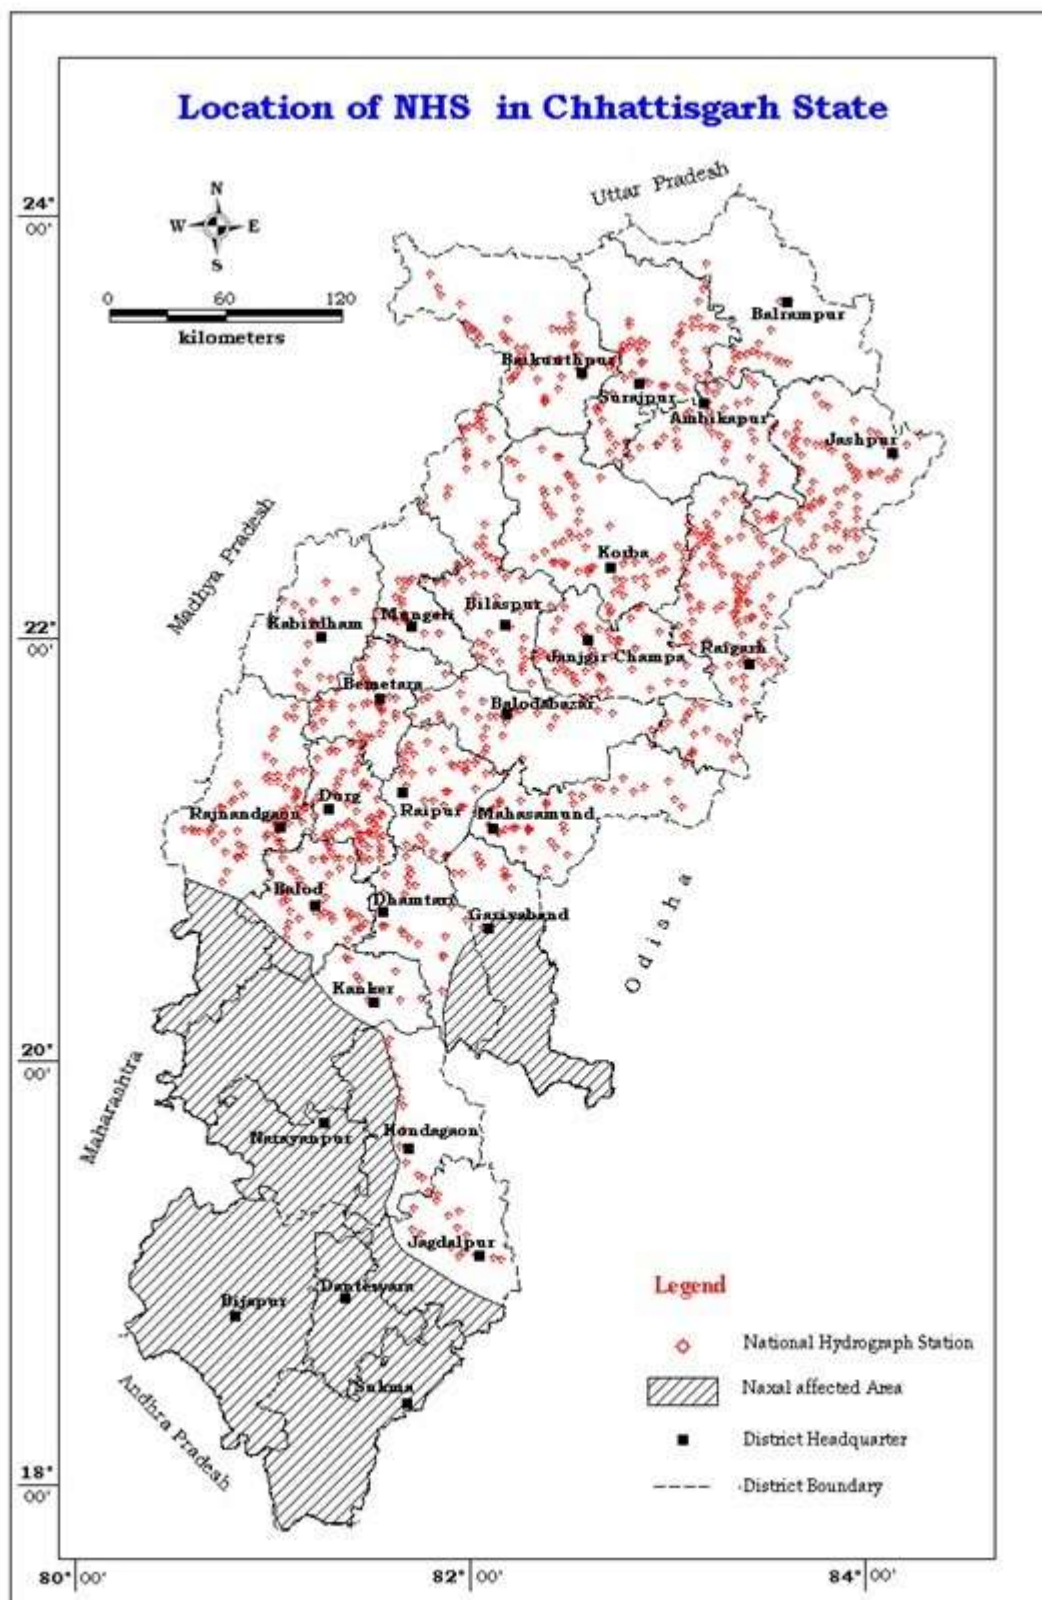 Location of NHS in Chhattisgarh State
Uttar Pradesh
24°
00'
N
W E
S
0 60 120
kilometers
Balrampur
Baikunthpur
Surajpur
Ambikapur
Jashpur
Madhya Pradesh
Korba
Bilaspur
Mungeli
Kabirdham
22°
00'
Janjgir Champa
Raigarh
Bemetara
Balodabazar
Durg
Rajnandgaon
Raipur
Mahasamund
Balod
Dhamtari
Gariyaband
Odisha
Kanker
20°
00'
Maharashtra
Narayanpur
Kondagaon
Jagdalpur
Legend
Dantewara
Bijapur
National Hydrograph Station
Naxal affected Area
Sukma
Andhra Pradesh
District Headquarter
District Boundary
18°
00'
80° 00' 82° 00' 84° 00'